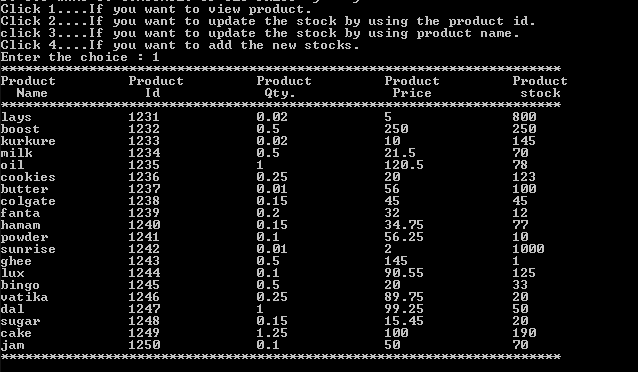 Click 1....If you want to view product.
Click 2....If you want to update the stock by using the product id.
click 3....If you want to update the stock by using product name.
Click 4....If you want to add the new stocks.
Enter the choice : 1
**********************************************************************
Product Product Product Product Product
Name Id Qty. Price stock
**********************************************************************
lays 1231 0.02 5 800
boost 1232 0.5 250 250
kurkure 1233 0.02 10 145
milk 1234 0.5 21.5 70
oil 1235 1 120.5 78
cookies 1236 0.25 20 123
butter 1237 0.01 56 100
colgate 1238 0.15 45 45
fanta 1239 0.2 32 12
hamam 1240 0.15 34.75 77
powder 1241 0.1 56.25 10
sunrise 1242 0.01 2 1000
ghee 1243 0.5 145 1
lux 1244 0.1 90.55 125
bingo 1245 0.5 20 33
vatika 1246 0.25 89.75 20
dal 1247 1 99.25 50
sugar 1248 0.15 15.45 20
cake 1249 1.25 100 190
jam 1250 0.1 50 70
**********************************************************************